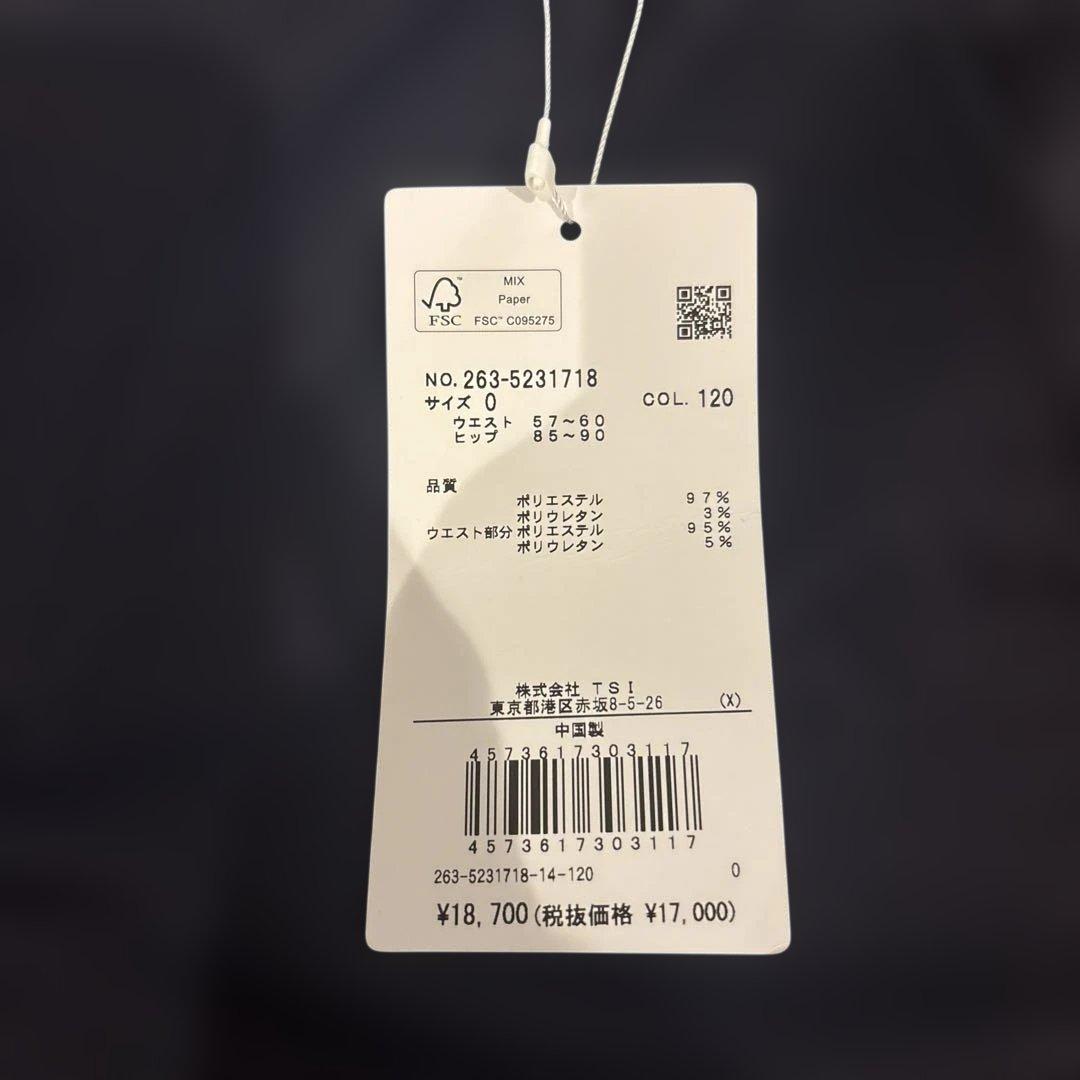 MIX
Paper
FSC™ C095275
FSC
NO. 263-5231718
サイズ 0 COL. 120
ウエスト 57~60
ヒップ 85~90
品質
ポリエステル 97%
ポリウレタン 3%
ウエスト部分 ポリエステル 95%
ポリウレタン 5%
株式会社 TSI
東京都港区赤坂8-5-26 (X)
中国製
4573617303117
4573617303117
263-5231718-14-120 0
¥18,700(税抜価格 ¥17,000)